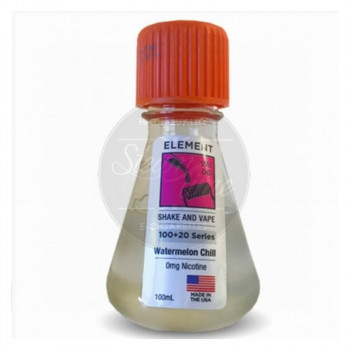 ELEMENT
SHAKE AND VAPE
100+20 Series
Watermelon Chill
0mg Nicotine
100mL
MADE IN
THE USA